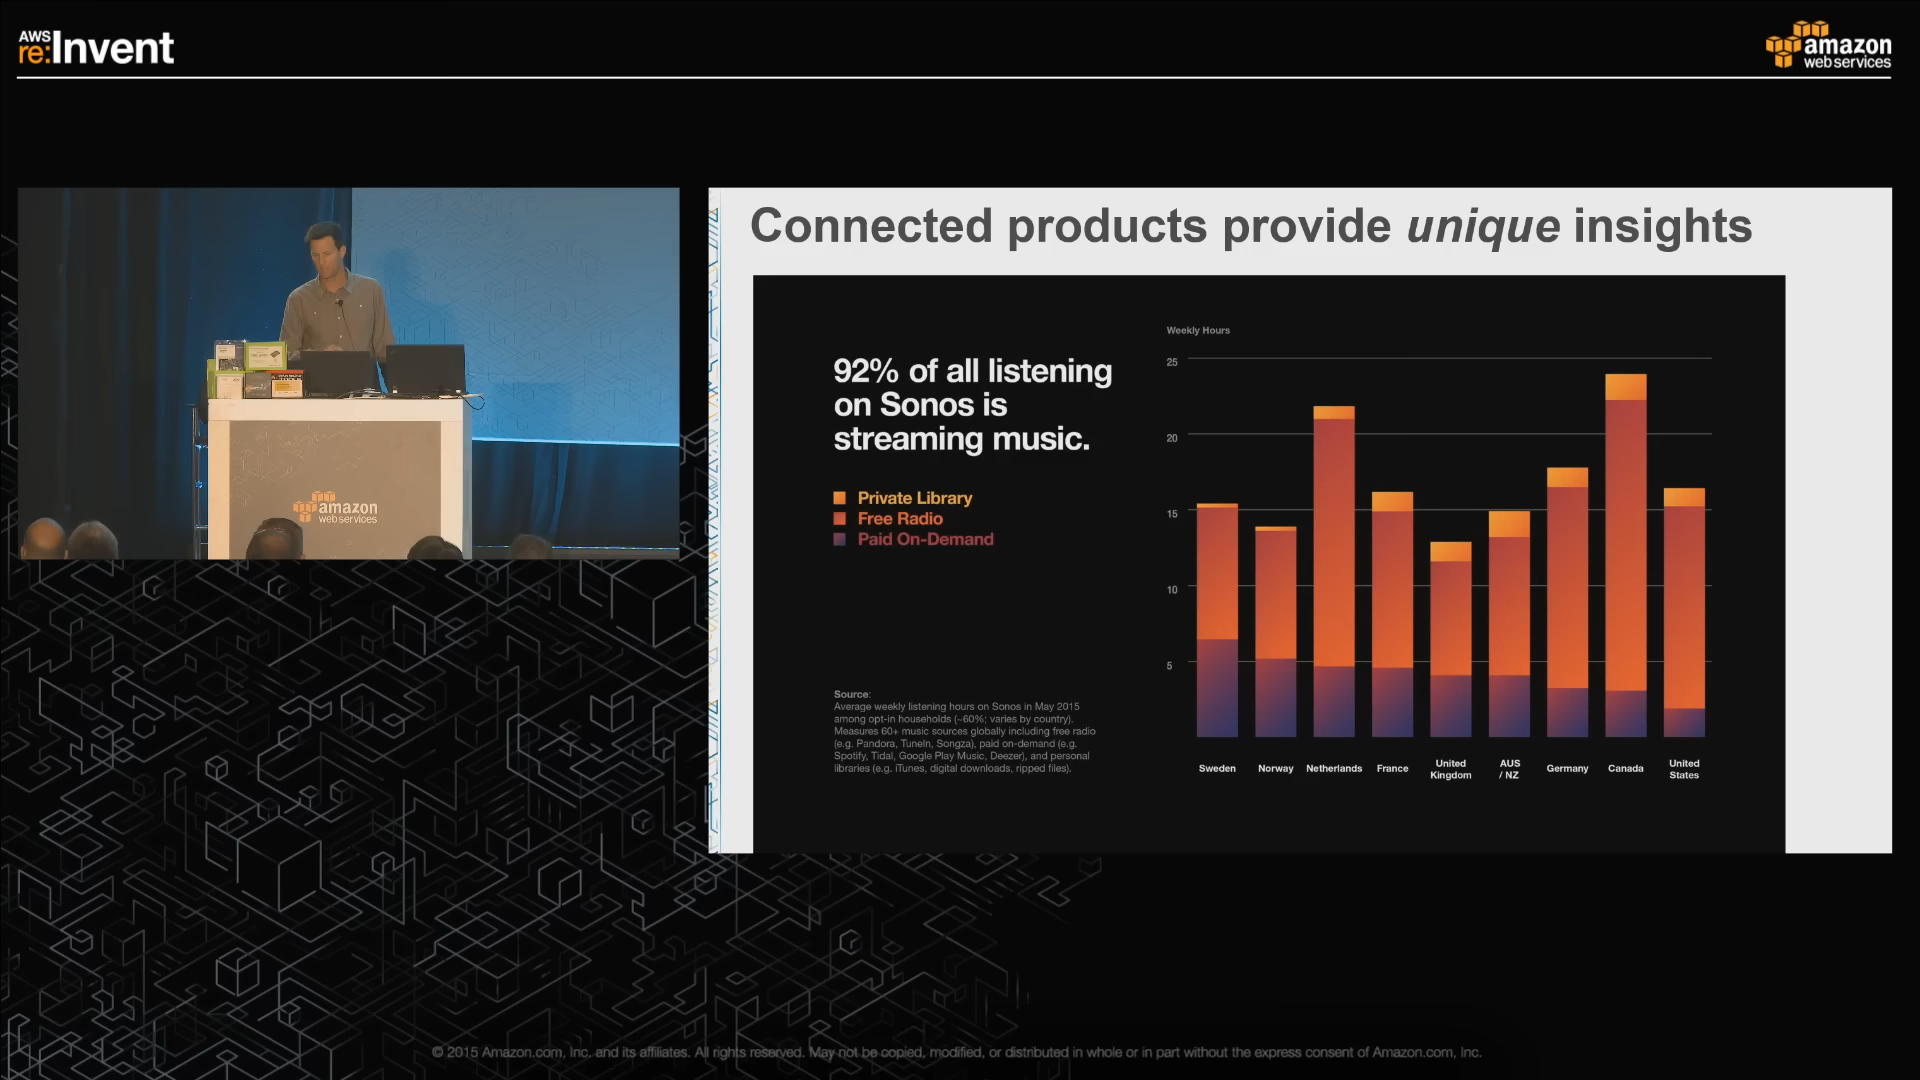 AWS
re:Invent
amazon
web services
Connected products provide unique insights
92% of all listening
on Sonos is
streaming music.
Private Library
Free Radio
Paid On-Demand
Source:
Average weekly listening hours on Sonos in May 2015
among opt-in households (~60%; varies by country).
Measures 60+ music sources globally including free radio
(e.g. Pandora, TuneIn, Songza), paid on-demand (e.g.
Spotify, Tidal, Google Play Music, Deezer), and personal
libraries (e.g. iTunes, digital downloads, ripped files).
Weekly Hours
25
20
15
10
5
Sweden
Norway
Netherlands
France
United
Kingdom
AUS
/ NZ
Germany
Canada
United
States
amazon
web services
© 2015 Amazon.com, Inc. and its affiliates. All rights reserved. May not be copied, modified, or distributed in whole or in part without the express consent of Amazon.com, Inc.